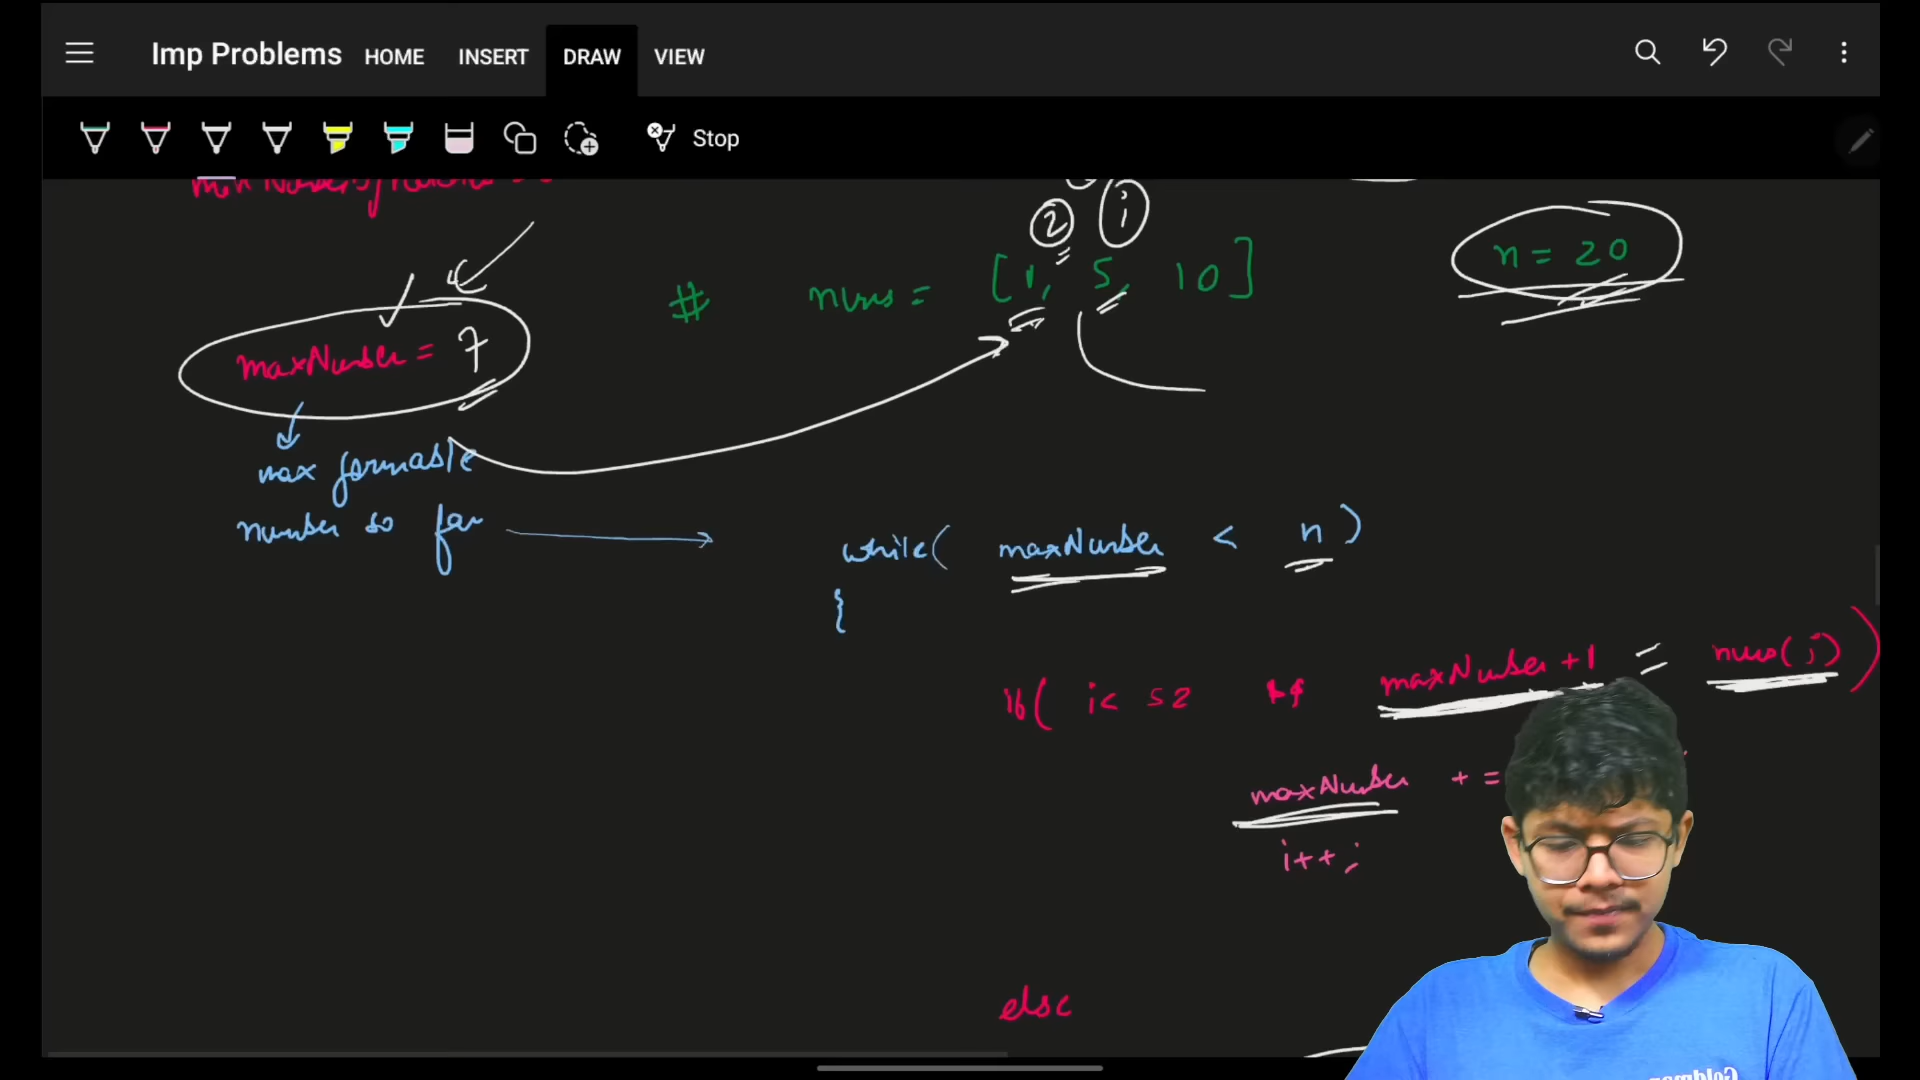 Imp Problems HOME INSERT DRAW VIEW
Stop
2 i
# nums = [1, 5, 10]
n = 20
maxNumber = 7
max formable
number so far
while( maxNumber < n )
{
if( i< sz && maxNumber +1 = nums(i))
maxNumber + =
i++;
else